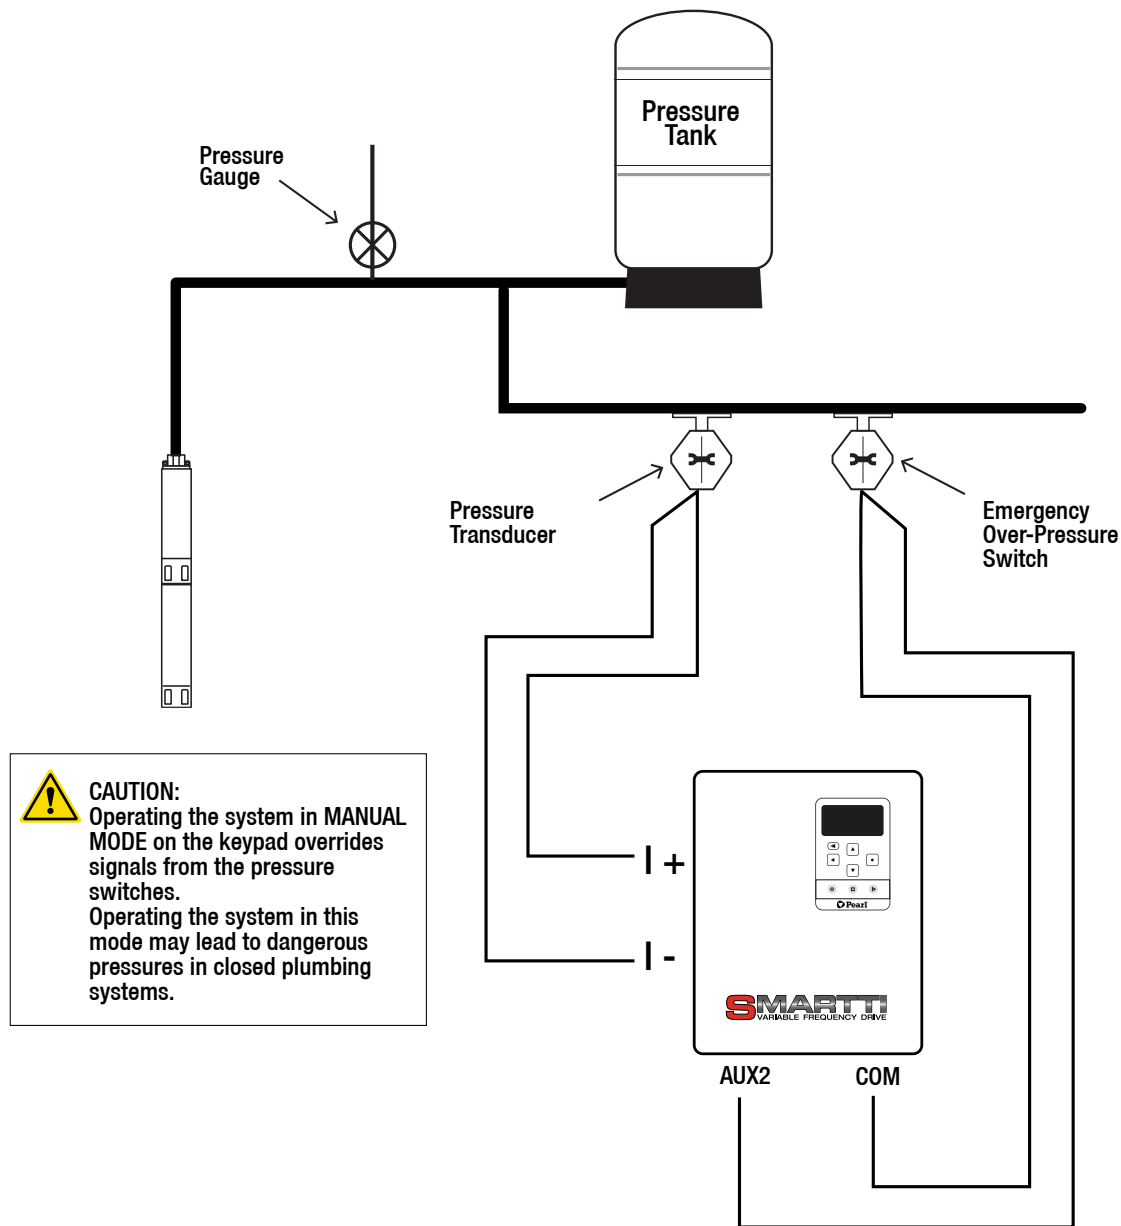 Pressure
Tank
Pressure
Gauge
Pressure
Transducer
Emergency
Over-Pressure
Switch
CAUTION:
Operating the system in MANUAL
MODE on the keypad overrides
signals from the pressure
switches.
Operating the system in this
mode may lead to dangerous
pressures in closed plumbing
systems.
I +
I -
Pearl
SMARTTI
VARIABLE FREQUENCY DRIVE
AUX2
COM